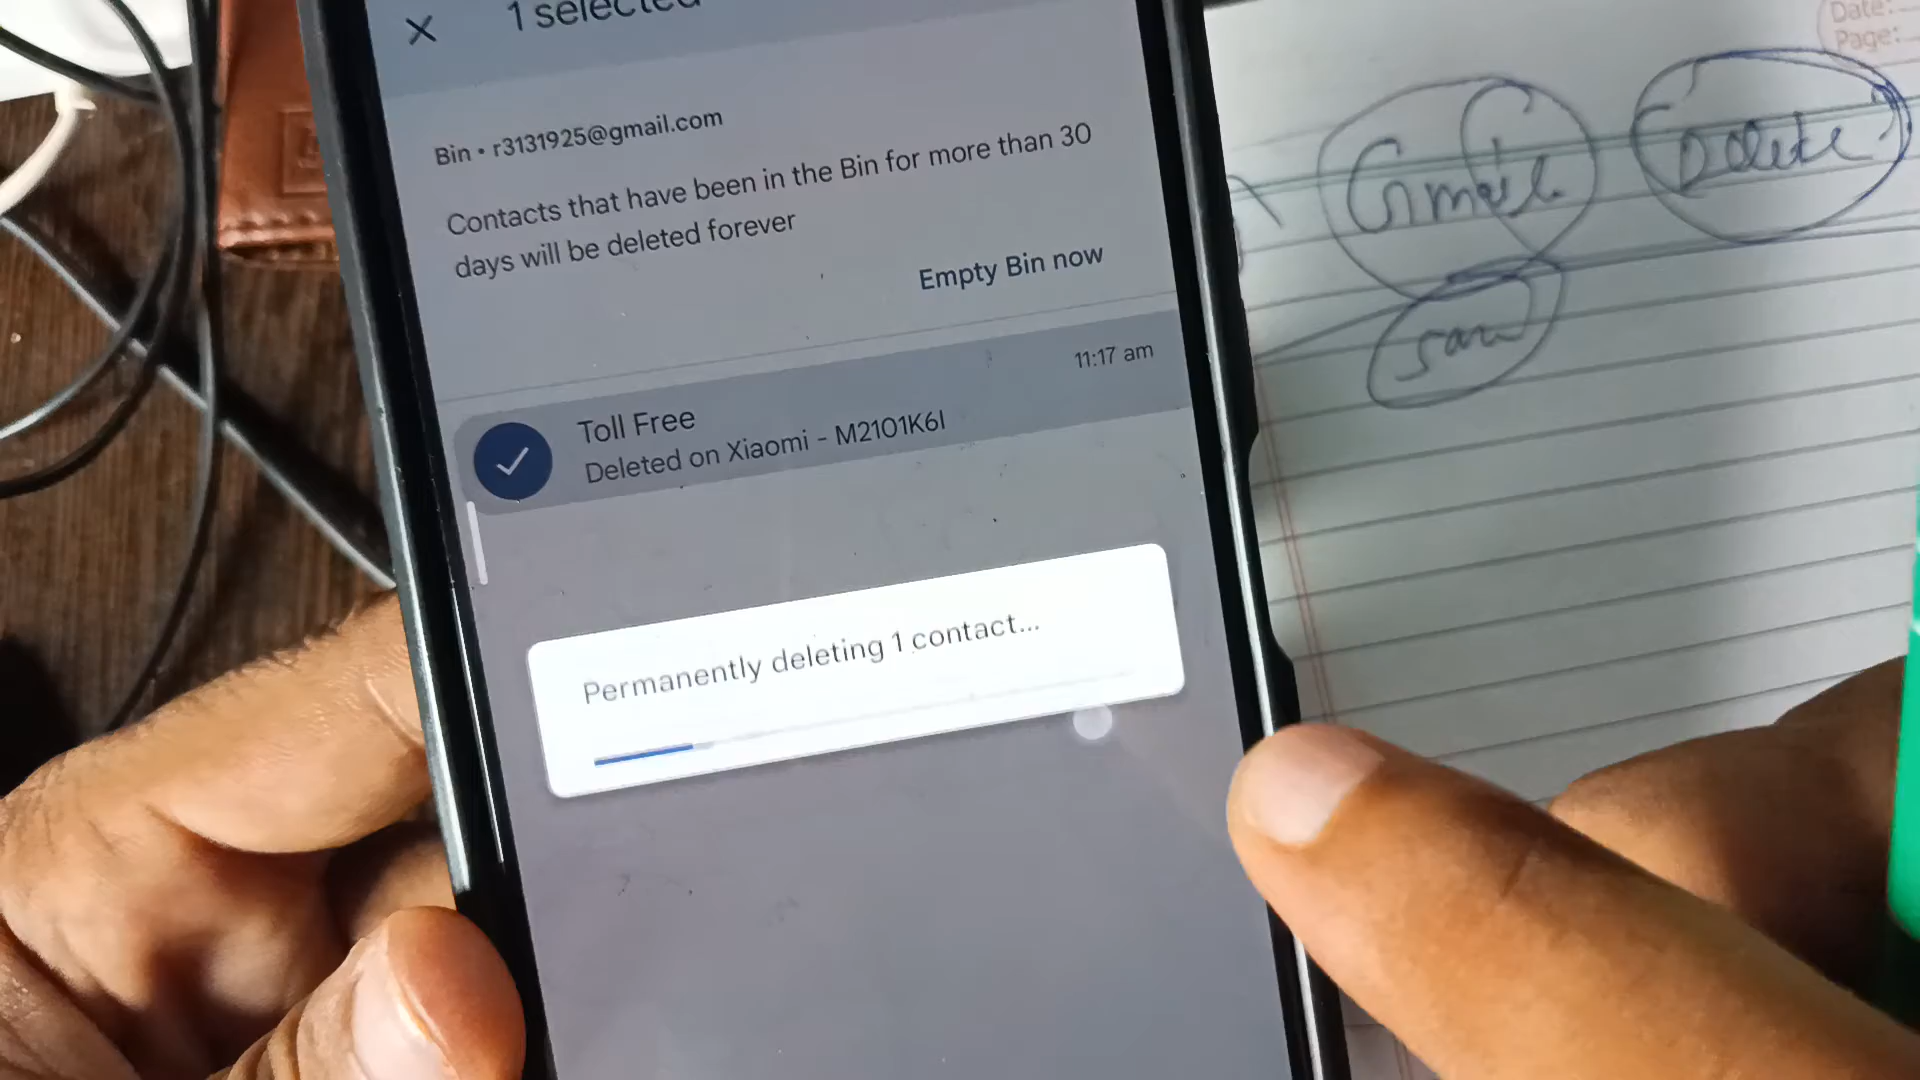 1 selected
Bin • r3131925@gmail.com
Contacts that have been in the Bin for more than 30
days will be deleted forever
Empty Bin now
11:17 am
Toll Free
Deleted on Xiaomi - M2101K6I
Permanently deleting 1 contact...
Date:
Page:
Gmail
Delete